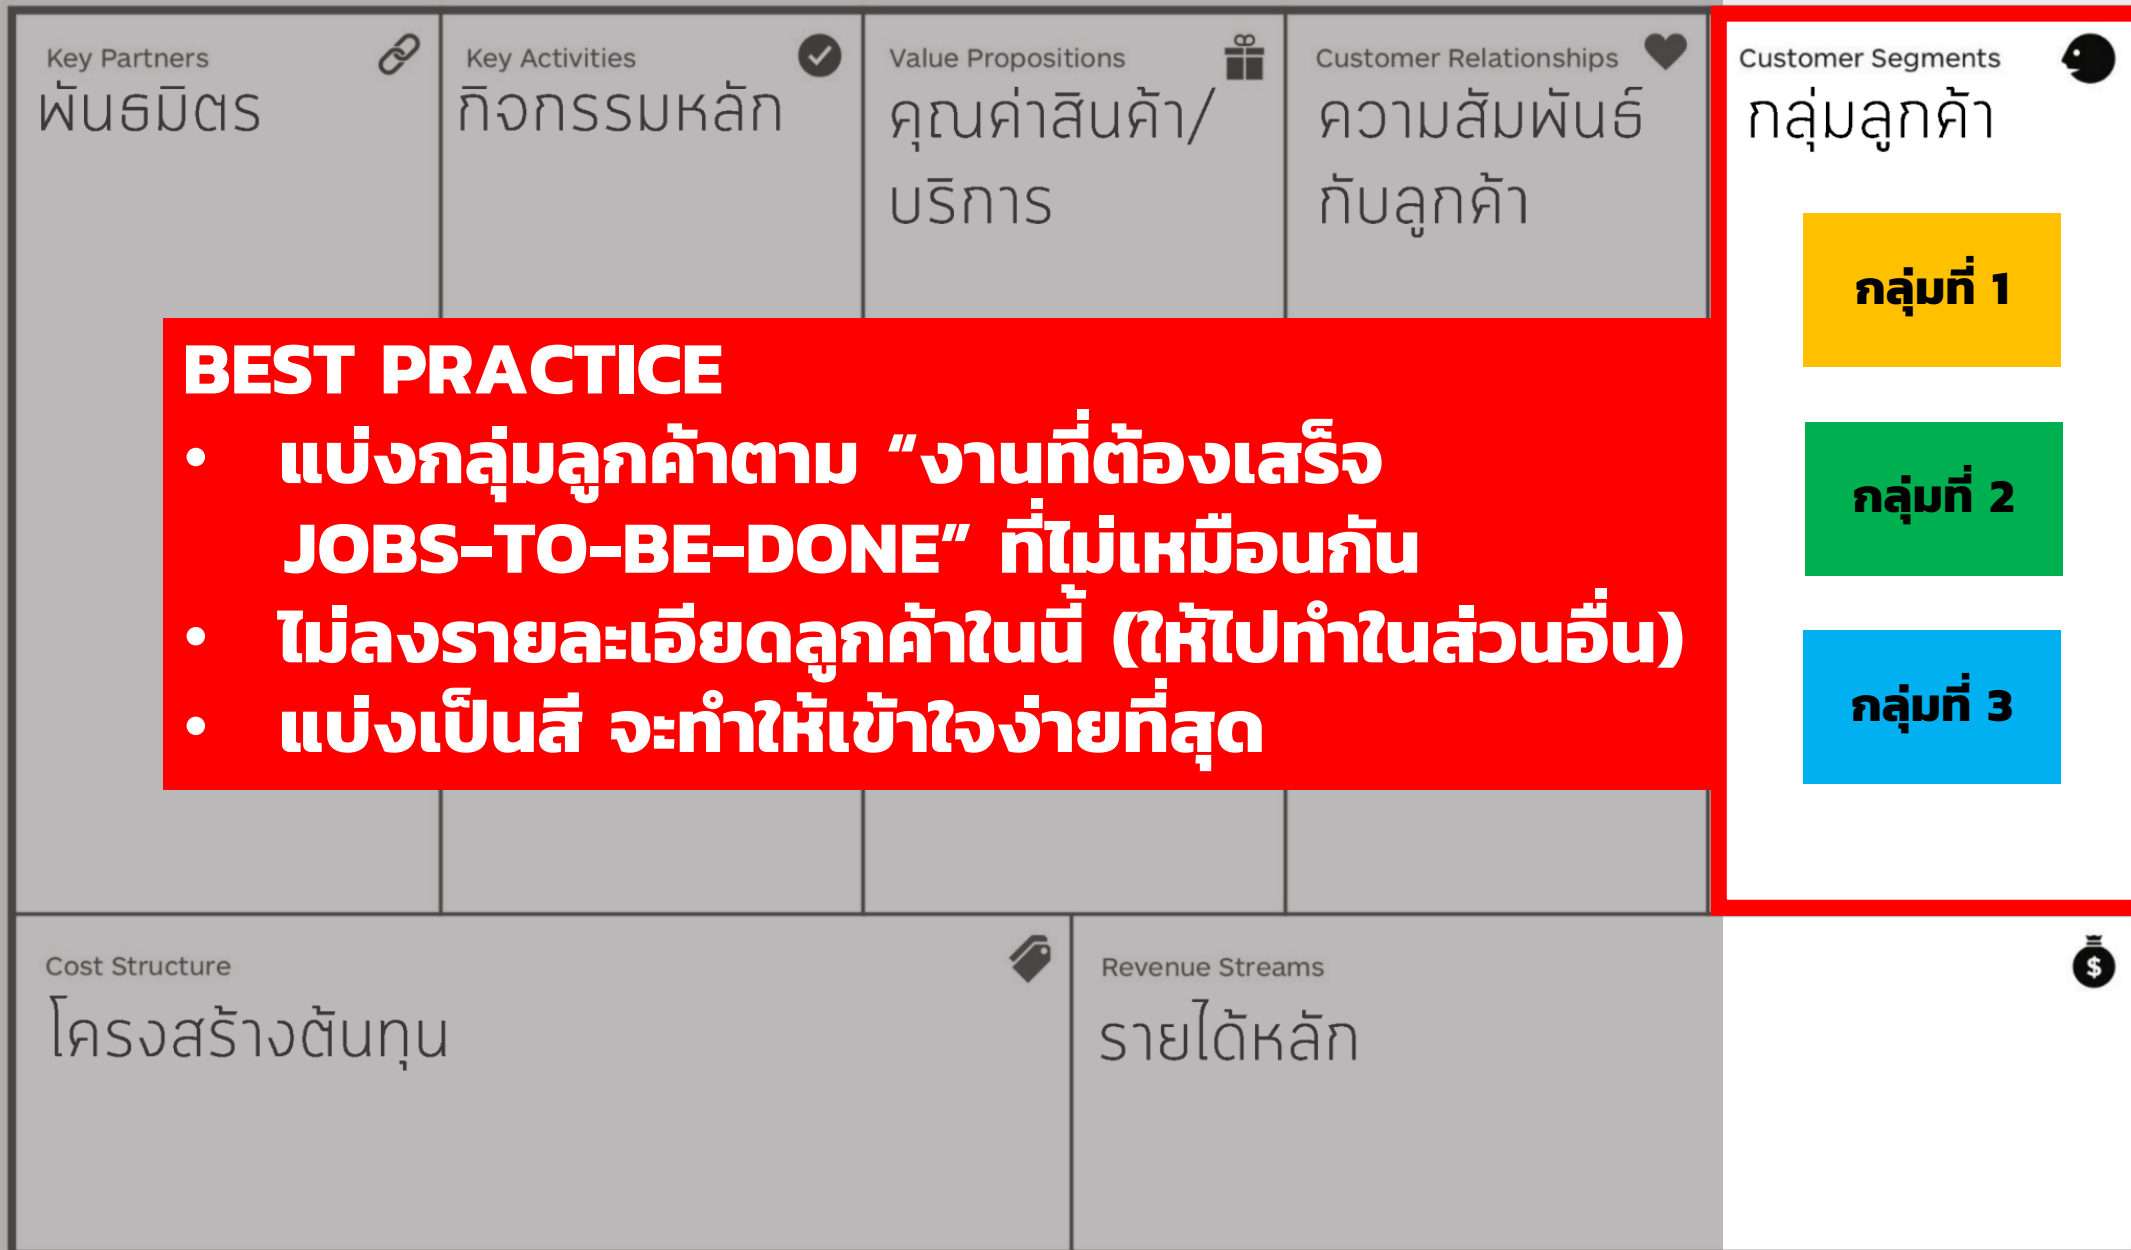 Key Partners
พันธมิตร
Key Activities
กิจกรรมหลัก
Value Propositions
คุณค่าสินค้า/
บริการ
Customer Relationships
ความสัมพันธ์
กับลูกค้า
Customer Segments
กลุ่มลูกค้า
กลุ่มที่ 1
กลุ่มที่ 2
กลุ่มที่ 3
BEST PRACTICE
• แบ่งกลุ่มลูกค้าตาม “งานที่ต้องเสร็จ
JOBS-TO-BE-DONE” ที่ไม่เหมือนกัน
• ไม่ลงรายละเอียดลูกค้าในนี้ (ให้ไปทำในส่วนอื่น)
• แบ่งเป็นสี จะทำให้เข้าใจง่ายที่สุด
Cost Structure
โครงสร้างต้นทุน
Revenue Streams
รายได้หลัก
$